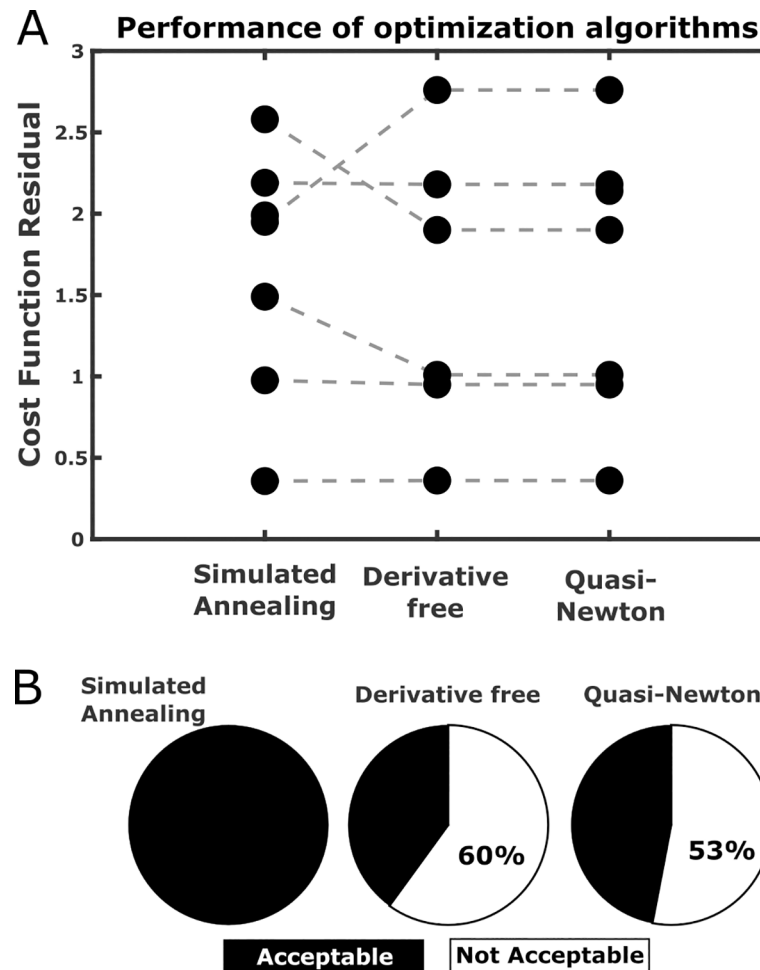 A
Performance of optimization algorithms
3
2.5
2
1.5
1
0.5
0
Cost Function Residual
Simulated
Annealing
Derivative
free
Quasi-
Newton
B
Simulated
Annealing
Derivative free
Quasi-Newton
60%
53%
Acceptable
Not Acceptable